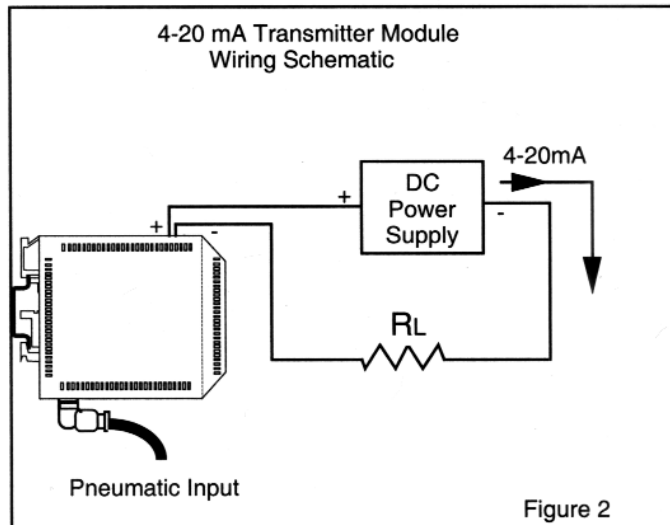 4-20 mA Transmitter Module
Wiring Schematic
4-20mA
+
DC
Power
Supply
-
+
-
RL
Pneumatic Input
Figure 2